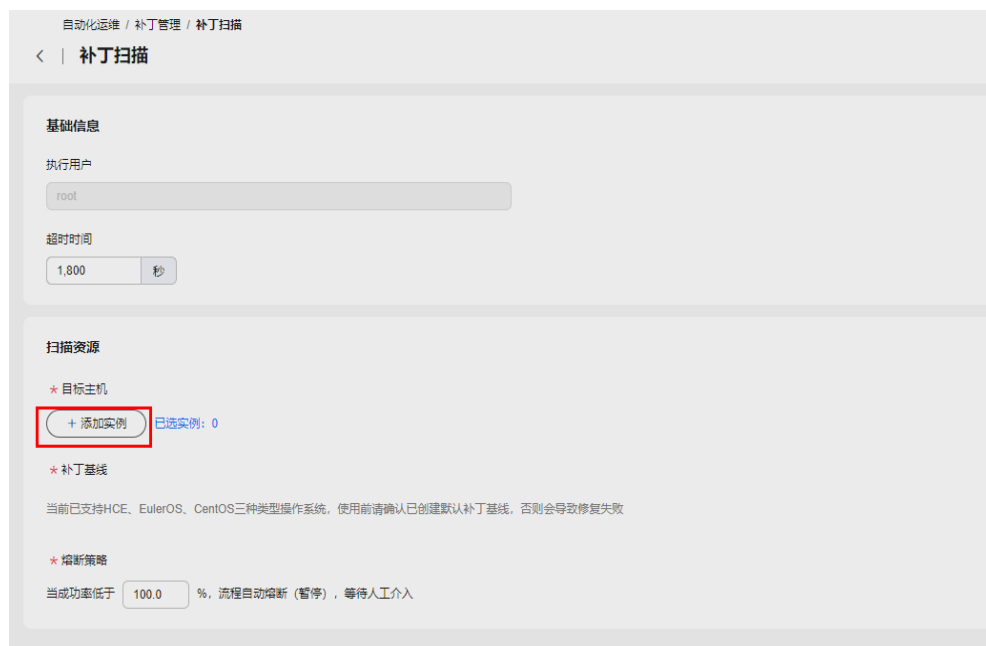 自动化运维 / 补丁管理 / 补丁扫描
补丁扫描
基础信息
执行用户
root
超时时间
1,800 秒
扫描资源
* 目标主机
+ 添加实例 已选实例：0
* 补丁基线
当前已支持HCE、EulerOS、CentOS三种类型操作系统，使用前请确认已创建默认补丁基线，否则会导致修复失败
* 熔断策略
当成功率低于 100.0 %，流程自动熔断（暂停），等待人工介入